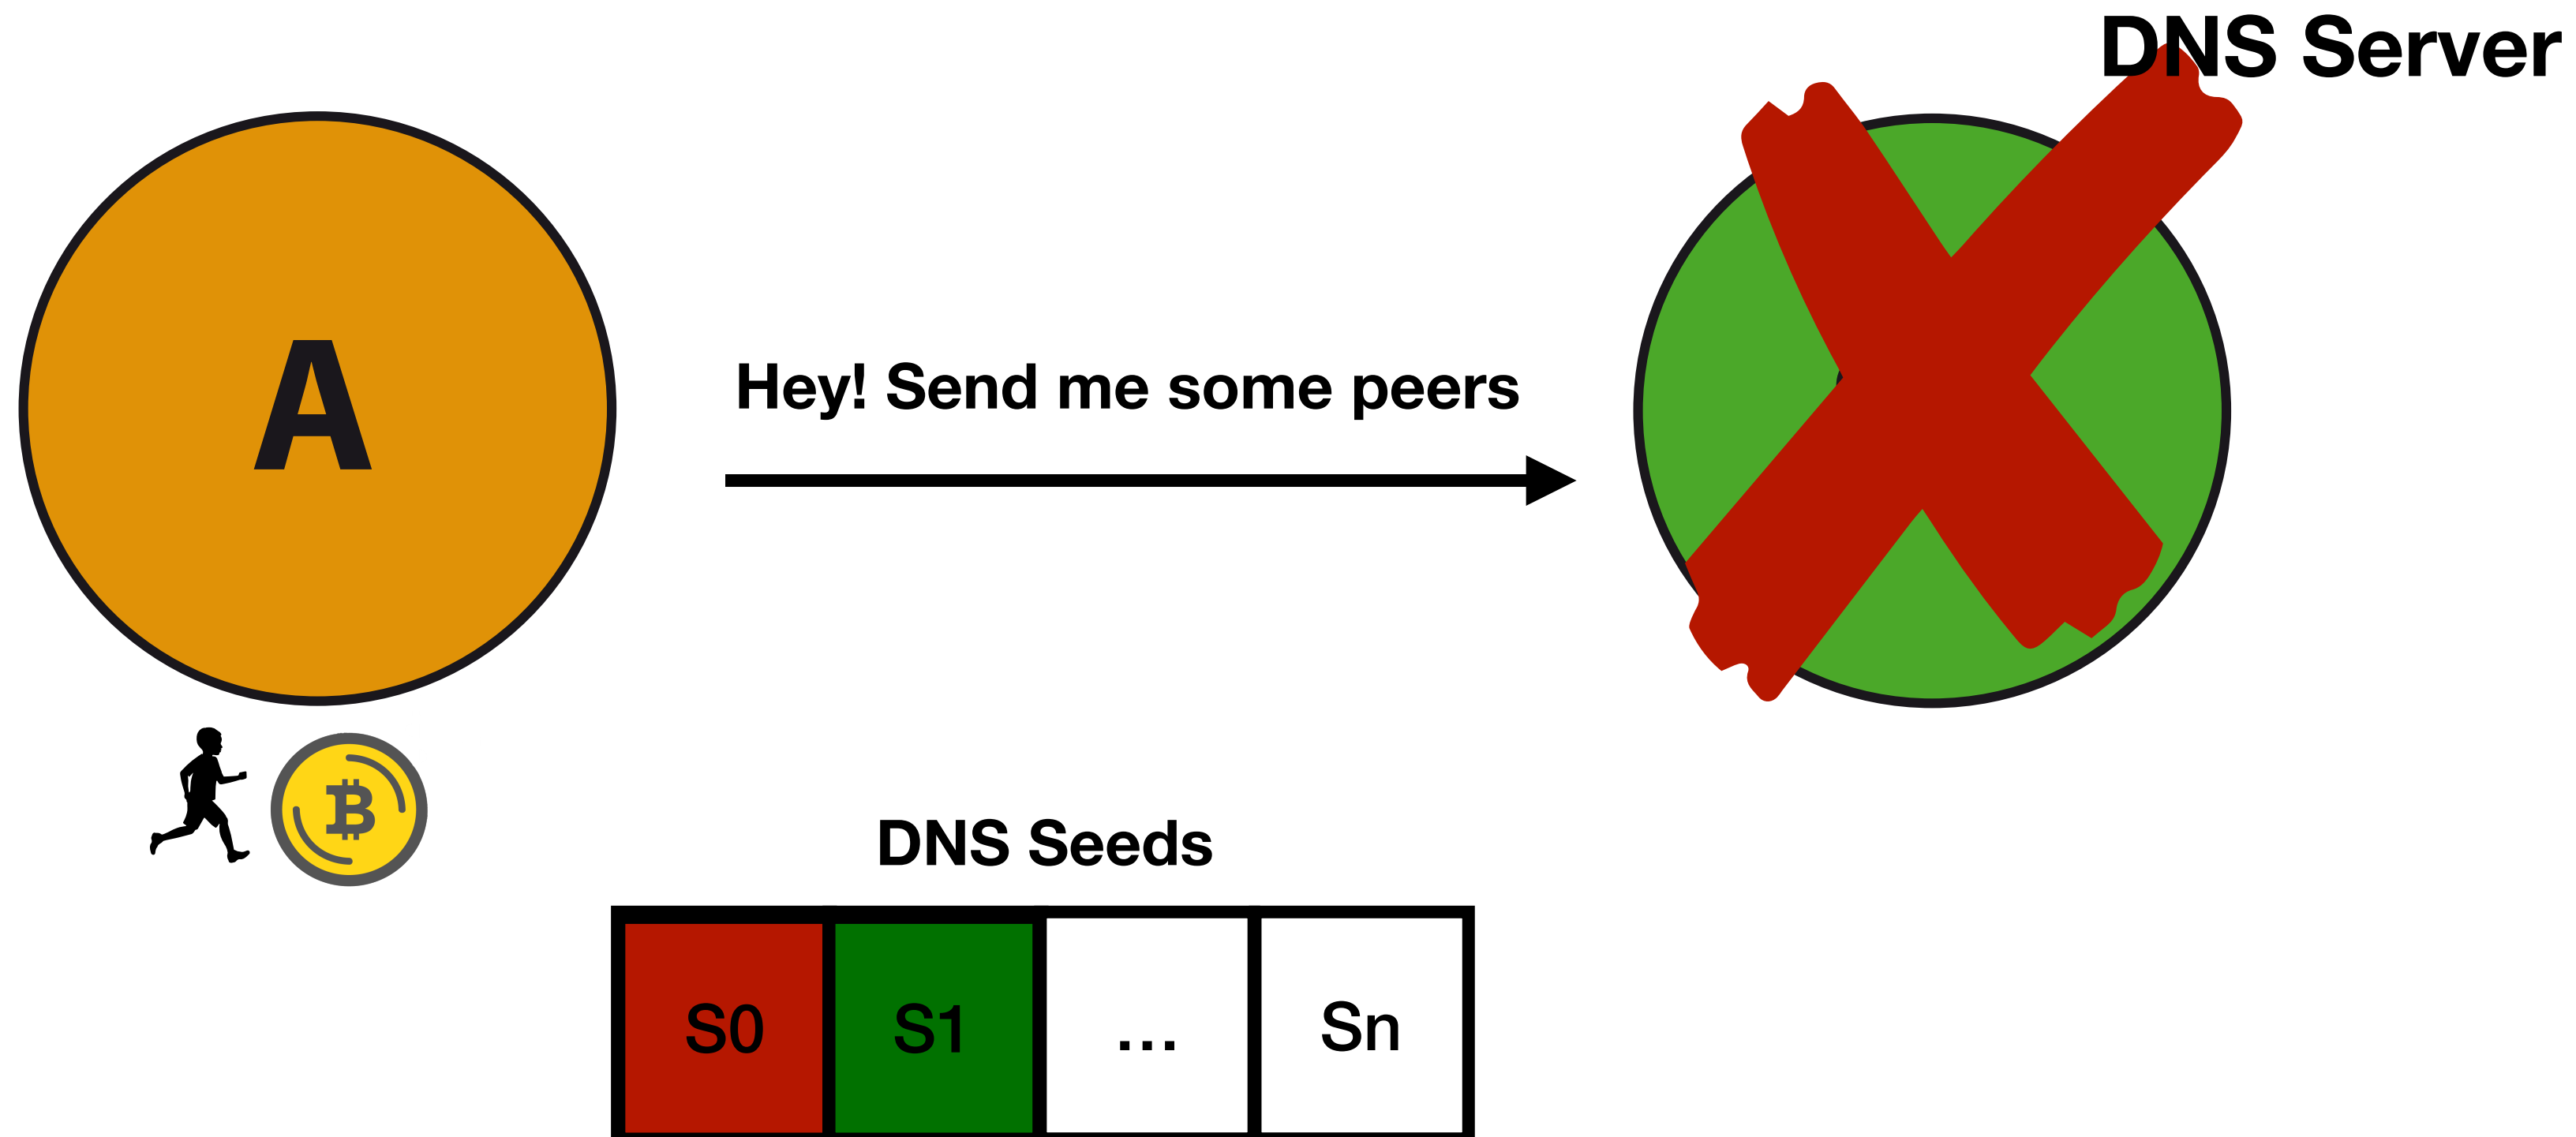 DNS Server
A
Hey! Send me some peers
DNS Seeds
S0 S1 ... Sn